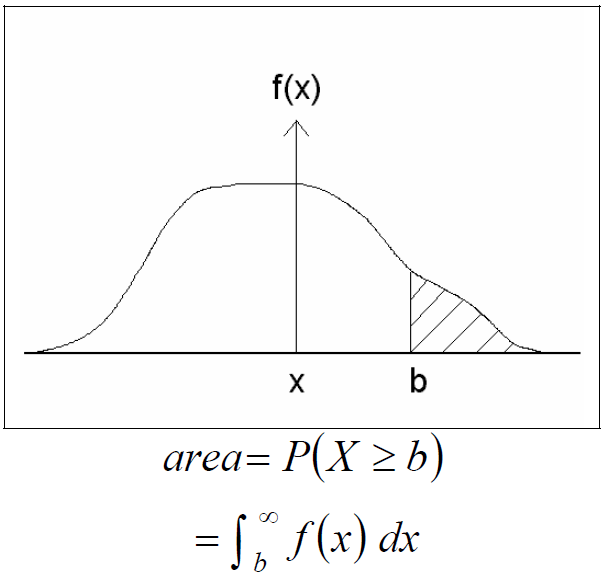 f(x)
x b
area = P(X ≥ b)
= ∫_b^∞ f(x) dx